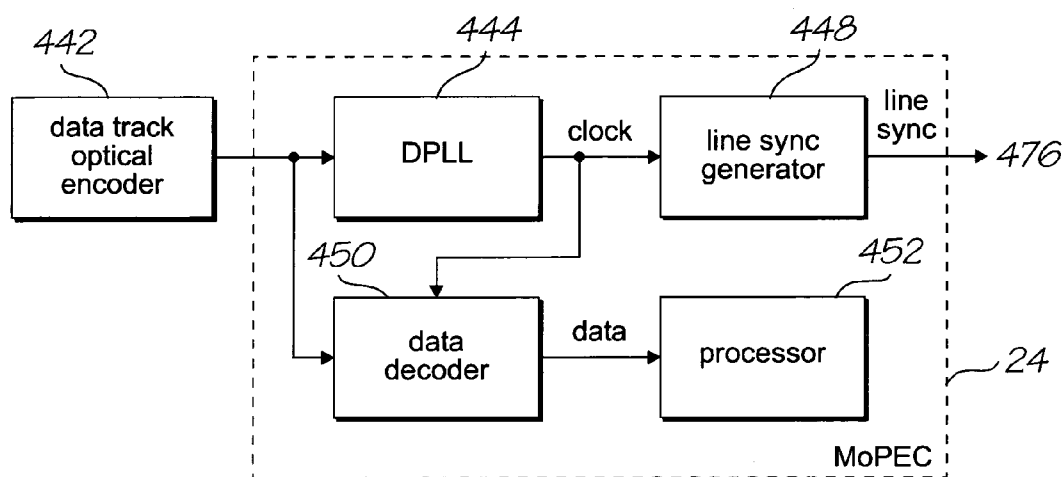 442
444
448
data track
optical
encoder
DPLL
clock
line sync
generator
line
sync
476
450
452
data
decoder
data
processor
24
MoPEC